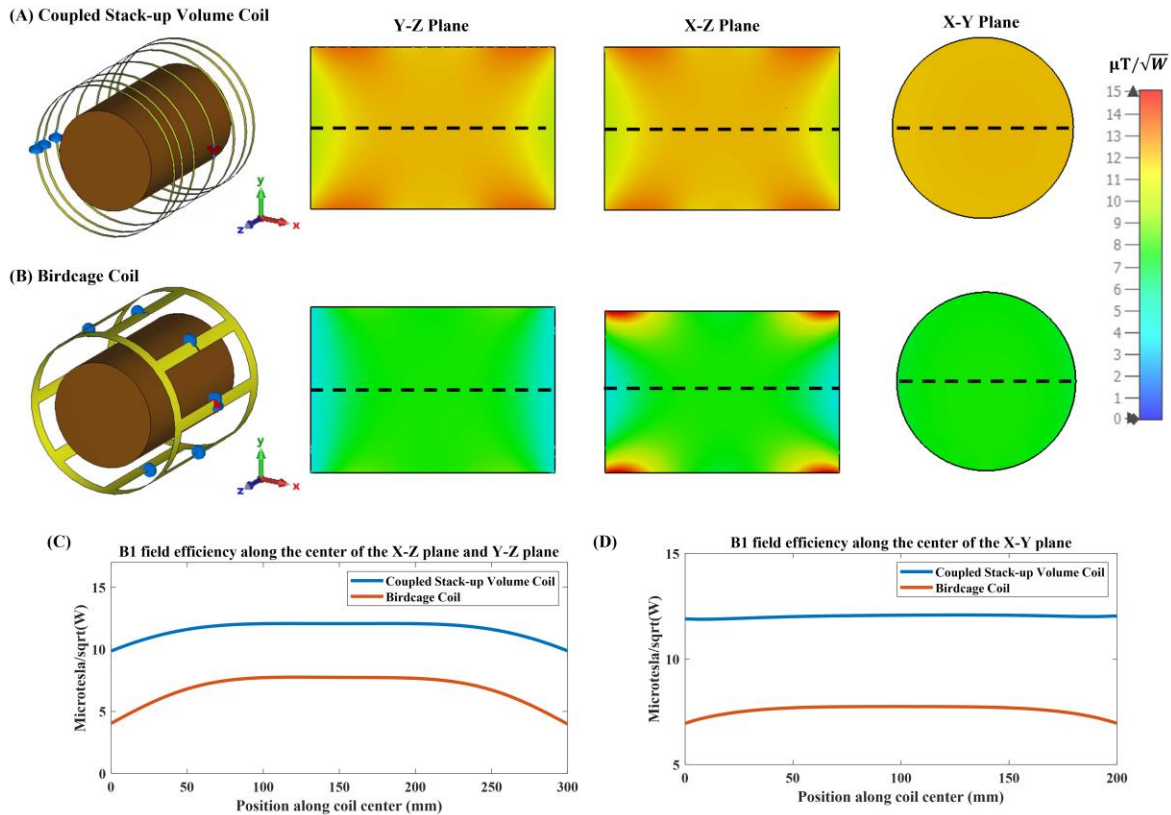 (A) Coupled Stack-up Volume Coil
Y-Z Plane
X-Z Plane
X-Y Plane
μT/√W
15
14
13
12
11
10
9
8
7
6
5
4
3
2
1
0
y
z
x
(B) Birdcage Coil
y
z
x
(C)
B1 field efficiency along the center of the X-Z plane and Y-Z plane
Coupled Stack-up Volume Coil
Birdcage Coil
Microtesla/sqrt(W)
15
10
5
0
0 50 100 150 200 250 300
Position along coil center (mm)
(D)
B1 field efficiency along the center of the X-Y plane
Coupled Stack-up Volume Coil
Birdcage Coil
Microtesla/sqrt(W)
15
10
5
0 50 100 150 200
Position along coil center (mm)